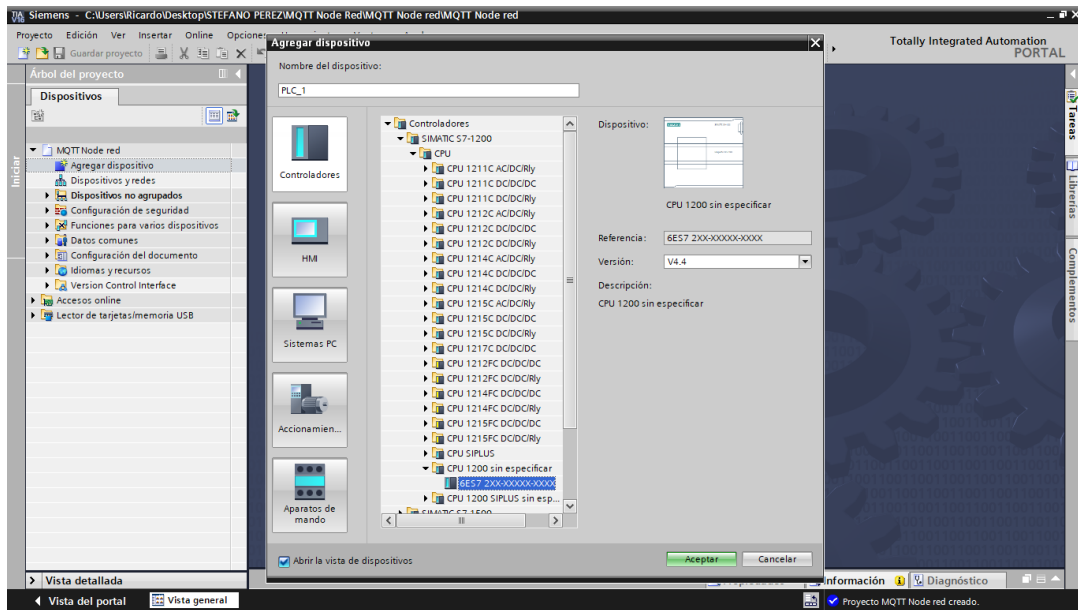 Siemens - C:\Users\Ricardo\Desktop\STEFANO PEREZ\MQTT Node Red\MQTT Node red\MQTT Node red
Proyecto Edición Ver Insertar Online
Guardar proyecto
Totally Integrated Automation
PORTAL
Árbol del proyecto
Dispositivos
MQTT Node red
Agregar dispositivo
Dispositivos y redes
Dispositivos no agrupados
Configuración de seguridad
Funciones para varios dispositivos
Datos comunes
Configuración del documento
Idiomas y recursos
Version Control Interface
Accesos online
Lector de tarjetas/memoria USB
Iniciar
Agregar dispositivo
Nombre del dispositivo:
PLC_1
Controladores
HMI
Sistemas PC
Accionamien...
Aparatos de
mando
Controladores
SIMATIC S7-1200
CPU
CPU 1211C AC/DC/Rly
CPU 1211C DC/DC/DC
CPU 1211C DC/DC/Rly
CPU 1212C AC/DC/Rly
CPU 1212C DC/DC/DC
CPU 1212C DC/DC/Rly
CPU 1214C AC/DC/Rly
CPU 1214C DC/DC/DC
CPU 1214C DC/DC/Rly
CPU 1215C AC/DC/Rly
CPU 1215C DC/DC/DC
CPU 1215C DC/DC/Rly
CPU 1217C DC/DC/DC
CPU 1212FC DC/DC/DC
CPU 1212FC DC/DC/Rly
CPU 1214FC DC/DC/DC
CPU 1214FC DC/DC/Rly
CPU 1215FC DC/DC/DC
CPU 1215FC DC/DC/Rly
CPU SIPLUS
CPU 1200 sin especificar
6ES7 2XX-XXXXX-XXXX
CPU 1200 SIPLUS sin esp...
SIMATIC S7-1500
Dispositivo:
CPU 1200 sin especificar
Referencia: 6ES7 2XX-XXXXX-XXXX
Versión: V4.4
Descripción:
CPU 1200 sin especificar
Abrir la vista de dispositivos
Aceptar
Cancelar
Tareas
Librerías
Complementos
Vista detallada
Información
Diagnóstico
Vista del portal
Vista general
Proyecto MQTT Node red creado.